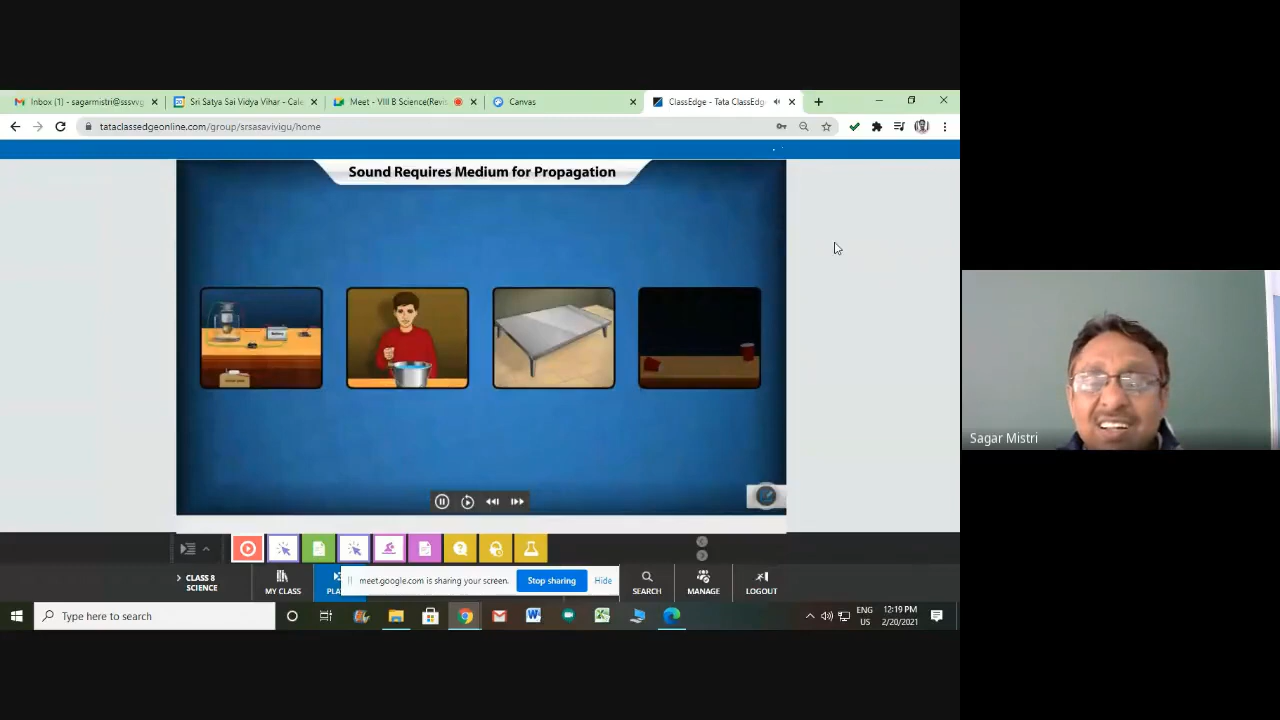 Inbox (1) - sagarmistri@sssvvg
Sri Satya Sai Vidya Vihar - Cale
Meet - VIII B Science(Revis
Canvas
ClassEdge - Tata ClassEdg
tataclassedgeonline.com/group/srsasavivigu/home
Sound Requires Medium for Propagation
Battery
Sagar Mistri
CLASS 8
SCIENCE
MY CLASS
meet.google.com is sharing your screen.
Stop sharing
Hide
SEARCH
MANAGE
LOGOUT
Type here to search
ENG
US
12:19 PM
2/20/2021